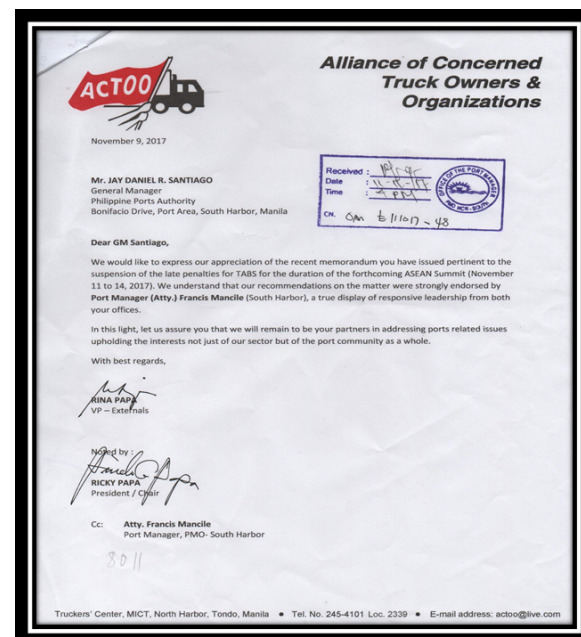 ACTOO
Alliance of Concerned
Truck Owners &
Organizations
November 9, 2017
Mr. JAY DANIEL R. SANTIAGO
General Manager
Philippine Ports Authority
Bonifacio Drive, Port Area, South Harbor, Manila
Received :
Date :
Time :
CN.
OFFICE OF THE PORT MANAGER
PMO NCR-SOUTH
Dear GM Santiago,
We would like to express our appreciation of the recent memorandum you have issued pertinent to the
suspension of the late penalties for TABS for the duration of the forthcoming ASEAN Summit (November
11 to 14, 2017). We understand that our recommendations on the matter were strongly endorsed by
Port Manager (Atty.) Francis Mancile (South Harbor), a true display of responsive leadership from both
your offices.
In this light, let us assure you that we will remain to be your partners in addressing ports related issues
upholding the interests not just of our sector but of the port community as a whole.
With best regards,
RINA PAPA
VP – Externals
Noted by :
RICKY PAPA
President / Chair
Cc: Atty. Francis Mancile
Port Manager, PMO- South Harbor
8011
Truckers' Center, MICT, North Harbor, Tondo, Manila • Tel. No. 245-4101 Loc. 2339 • E-mail address: actoo@live.com